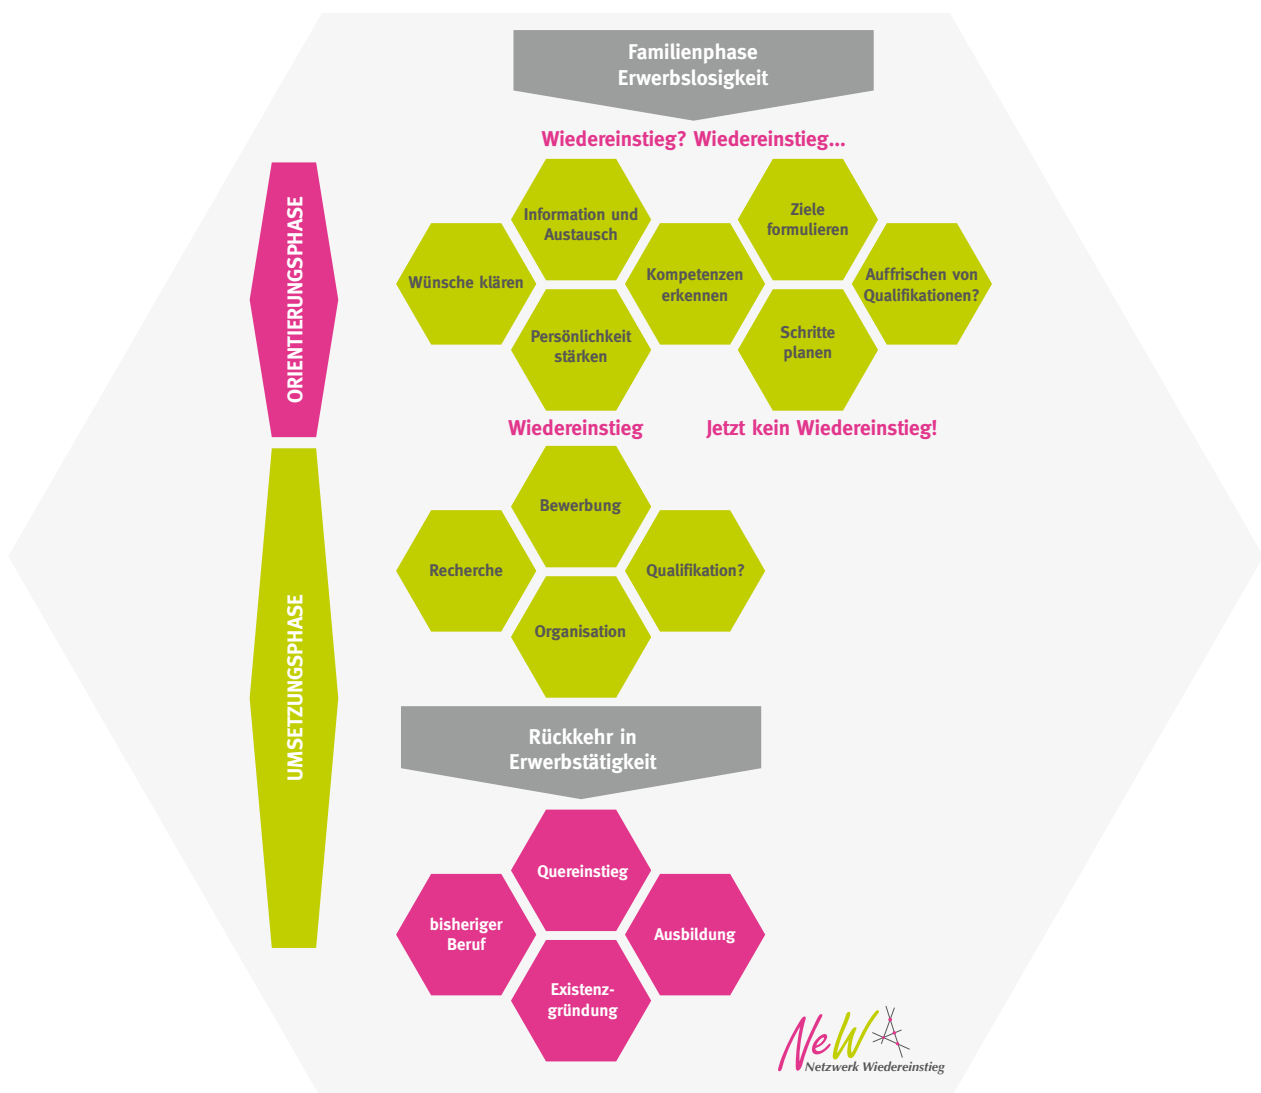 Familienphase
Erwerbslosigkeit
Wiedereinstieg? Wiedereinstieg...
ORIENTIERUNGSPHASE
Information und
Austausch
Ziele
formulieren
Wünsche klären
Kompetenzen
erkennen
Auffrischen von
Qualifikationen?
Persönlichkeit
stärken
Schritte
planen
Wiedereinstieg
Jetzt kein Wiedereinstieg!
UMSETZUNGSPHASE
Bewerbung
Recherche
Qualifikation?
Organisation
Rückkehr in
Erwerbstätigkeit
Quereinstieg
bisheriger
Beruf
Ausbildung
Existenz-
gründung
NeW
Netzwerk Wiedereinstieg